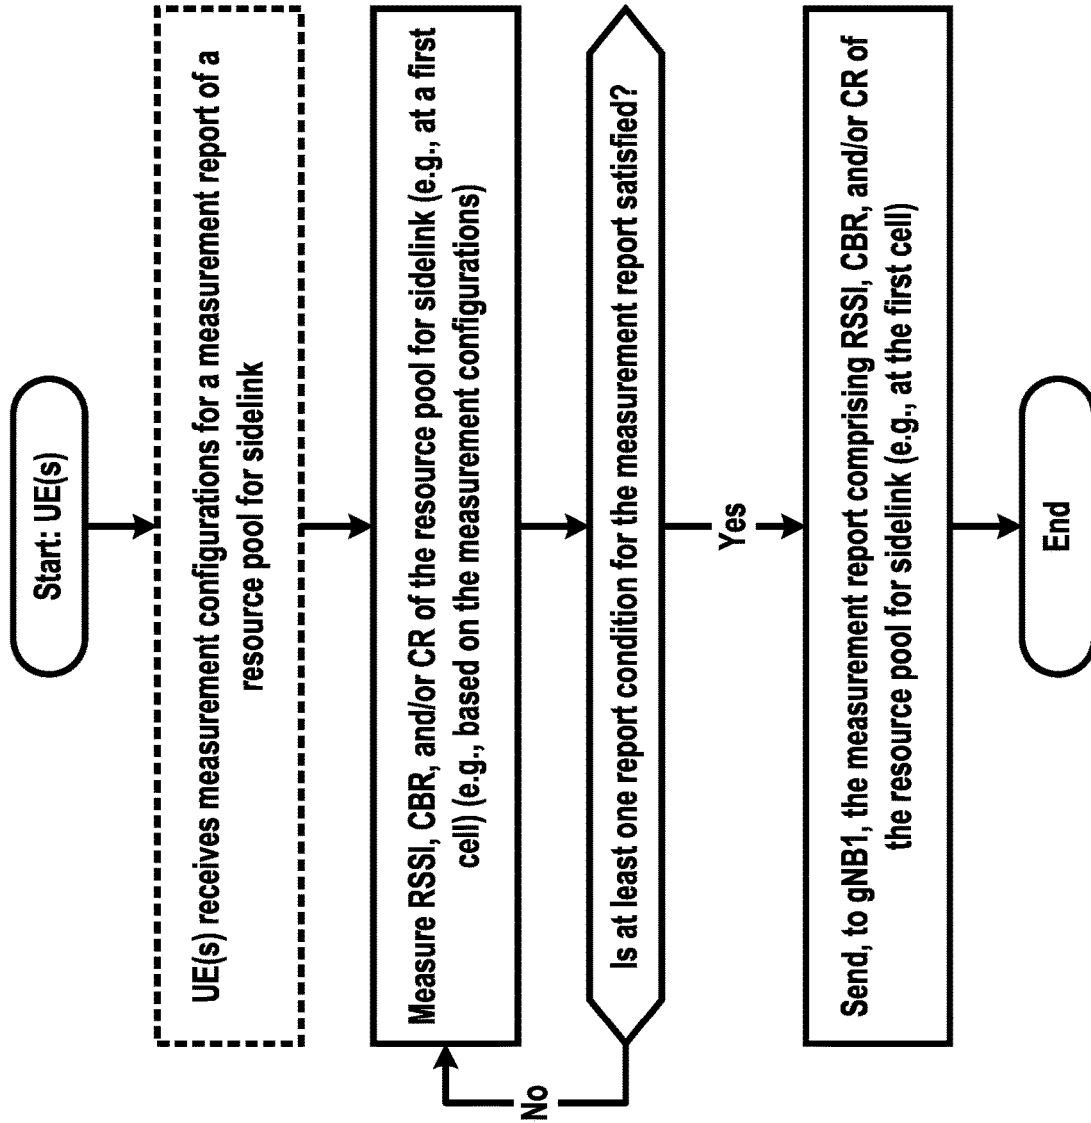 Start: UE(s)
UE(s) receives measurement configurations for a measurement report of a
resource pool for sidelink
Measure RSSI, CBR, and/or CR of the resource pool for sidelink (e.g., at a first
cell) (e.g., based on the measurement configurations)
Is at least one report condition for the measurement report satisfied?
No
Yes
Send, to gNB1, the measurement report comprising RSSI, CBR, and/or CR of
the resource pool for sidelink (e.g., at the first cell)
End